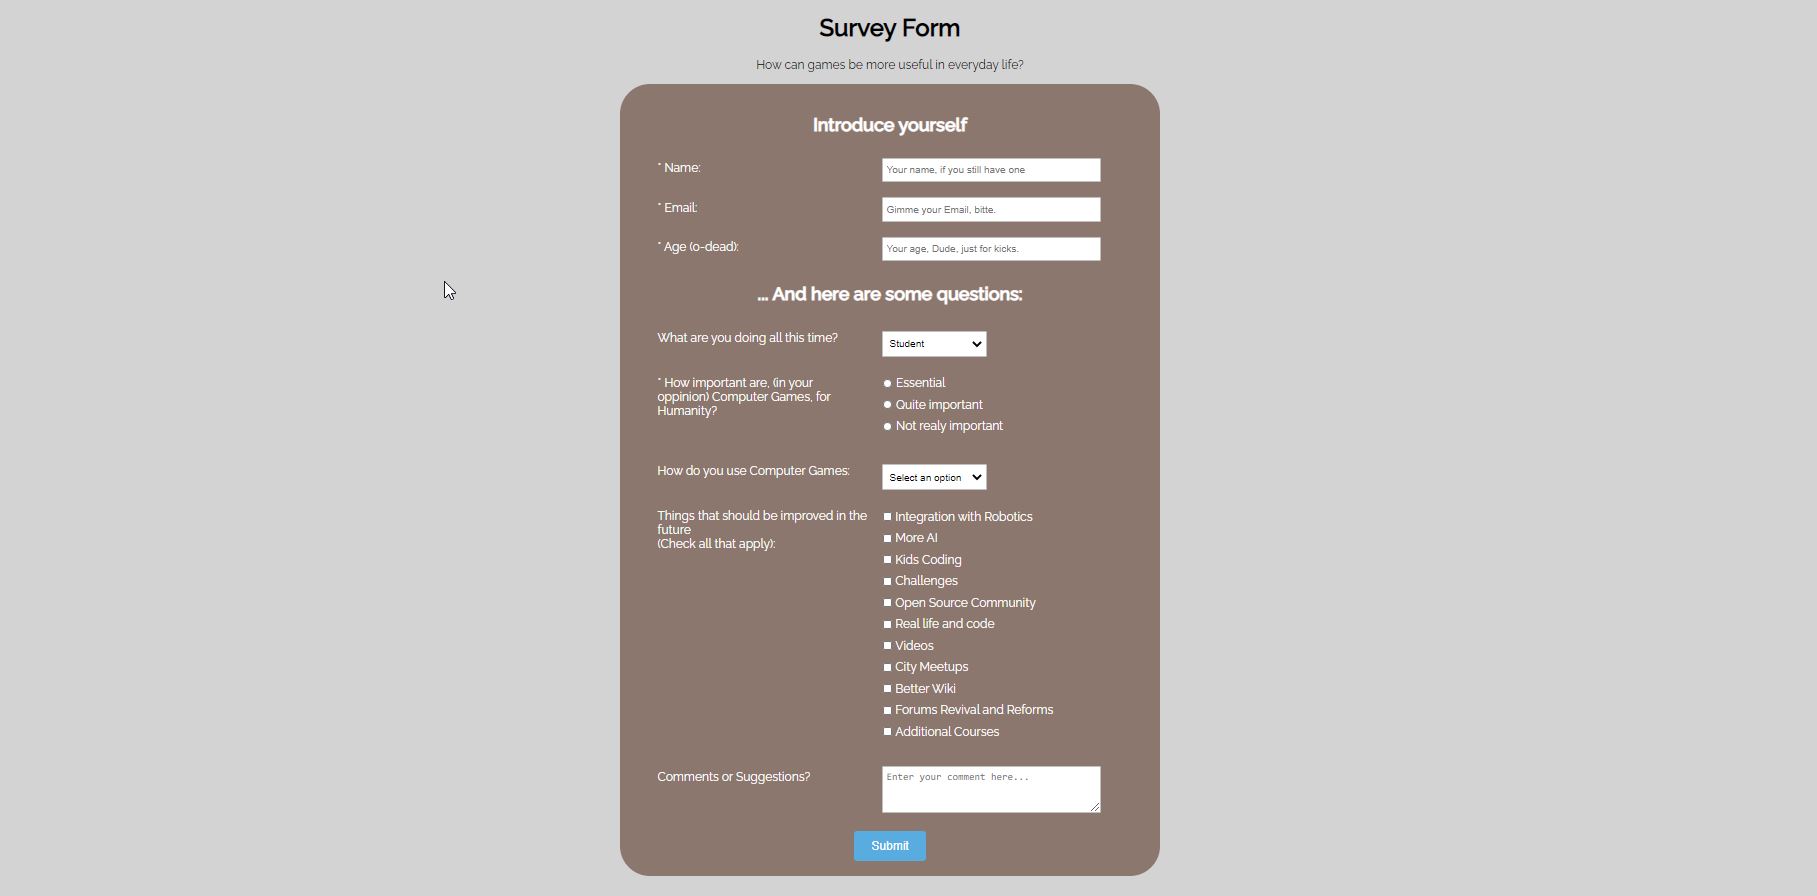 Survey Form
How can games be more useful in everyday life?
Introduce yourself
* Name:
Your name, if you still have one
* Email:
Gimme your Email, bitte.
* Age (0-dead):
Your age, Dude, just for kicks.
... And here are some questions:
What are you doing all this time?
Student
* How important are, (in your
oppinion) Computer Games, for
Humanity?
Essential
Quite important
Not realy important
How do you use Computer Games:
Select an option
Things that should be improved in the
future
(Check all that apply):
Integration with Robotics
More AI
Kids Coding
Challenges
Open Source Community
Real life and code
Videos
City Meetups
Better Wiki
Forums Revival and Reforms
Additional Courses
Comments or Suggestions?
Enter your comment here...
Submit